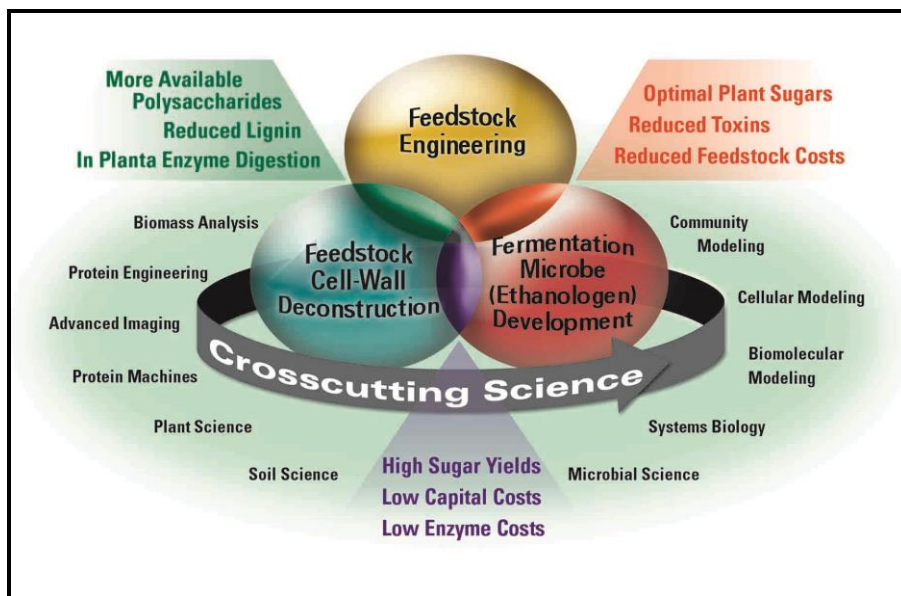 More Available
Polysaccharides
Reduced Lignin
In Planta Enzyme Digestion
Feedstock
Engineering
Optimal Plant Sugars
Reduced Toxins
Reduced Feedstock Costs
Biomass Analysis
Protein Engineering
Advanced Imaging
Protein Machines
Plant Science
Soil Science
Feedstock
Cell-Wall
Deconstruction
Fermentation
Microbe
(Ethanologen)
Development
Community
Modeling
Cellular Modeling
Biomolecular
Modeling
Systems Biology
Microbial Science
Crosscutting Science
High Sugar Yields
Low Capital Costs
Low Enzyme Costs